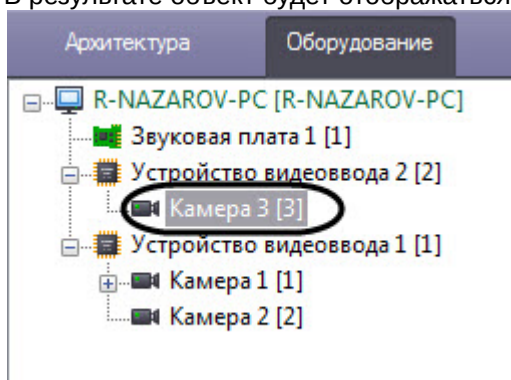 В результате объект будет отображаться
Архитектура Оборудование
R-NAZAROV-PC [R-NAZAROV-PC]
Звуковая плата 1 [1]
Устройство видеоввода 2 [2]
Камера 3 [3]
Устройство видеоввода 1 [1]
Камера 1 [1]
Камера 2 [2]